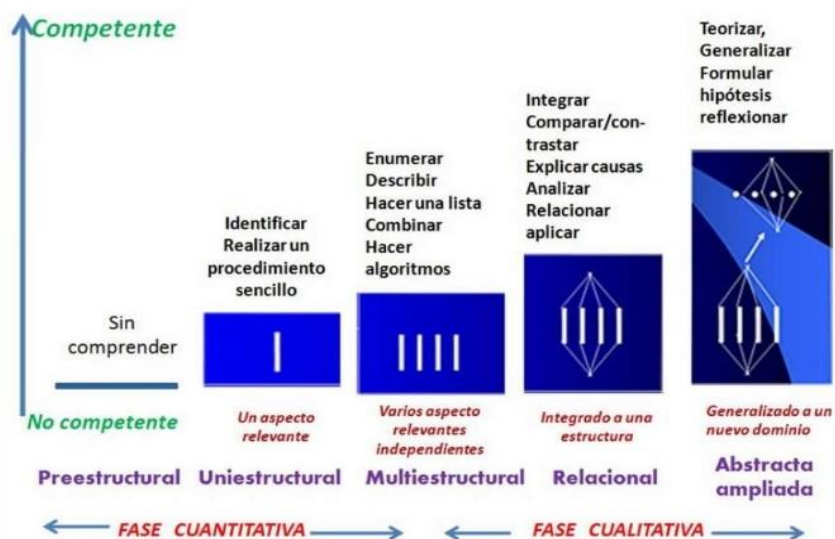 Competente
Teorizar,
Generalizar
Formular
hipótesis
reflexionar
Integrar
Comparar/con-
trastar
Explicar causas
Analizar
Relacionar
aplicar
Enumerar
Describir
Hacer una lista
Combinar
Hacer
algoritmos
Identificar
Realizar un
procedimiento
sencillo
Sin
comprender
No competente
Un aspecto
relevante
Varios aspecto
relevantes
independientes
Integrado a una
estructura
Generalizado a un
nuevo dominio
Preestructural
Uniestructural
Multiestructural
Relacional
Abstracta
ampliada
FASE CUANTITATIVA
FASE CUALITATIVA